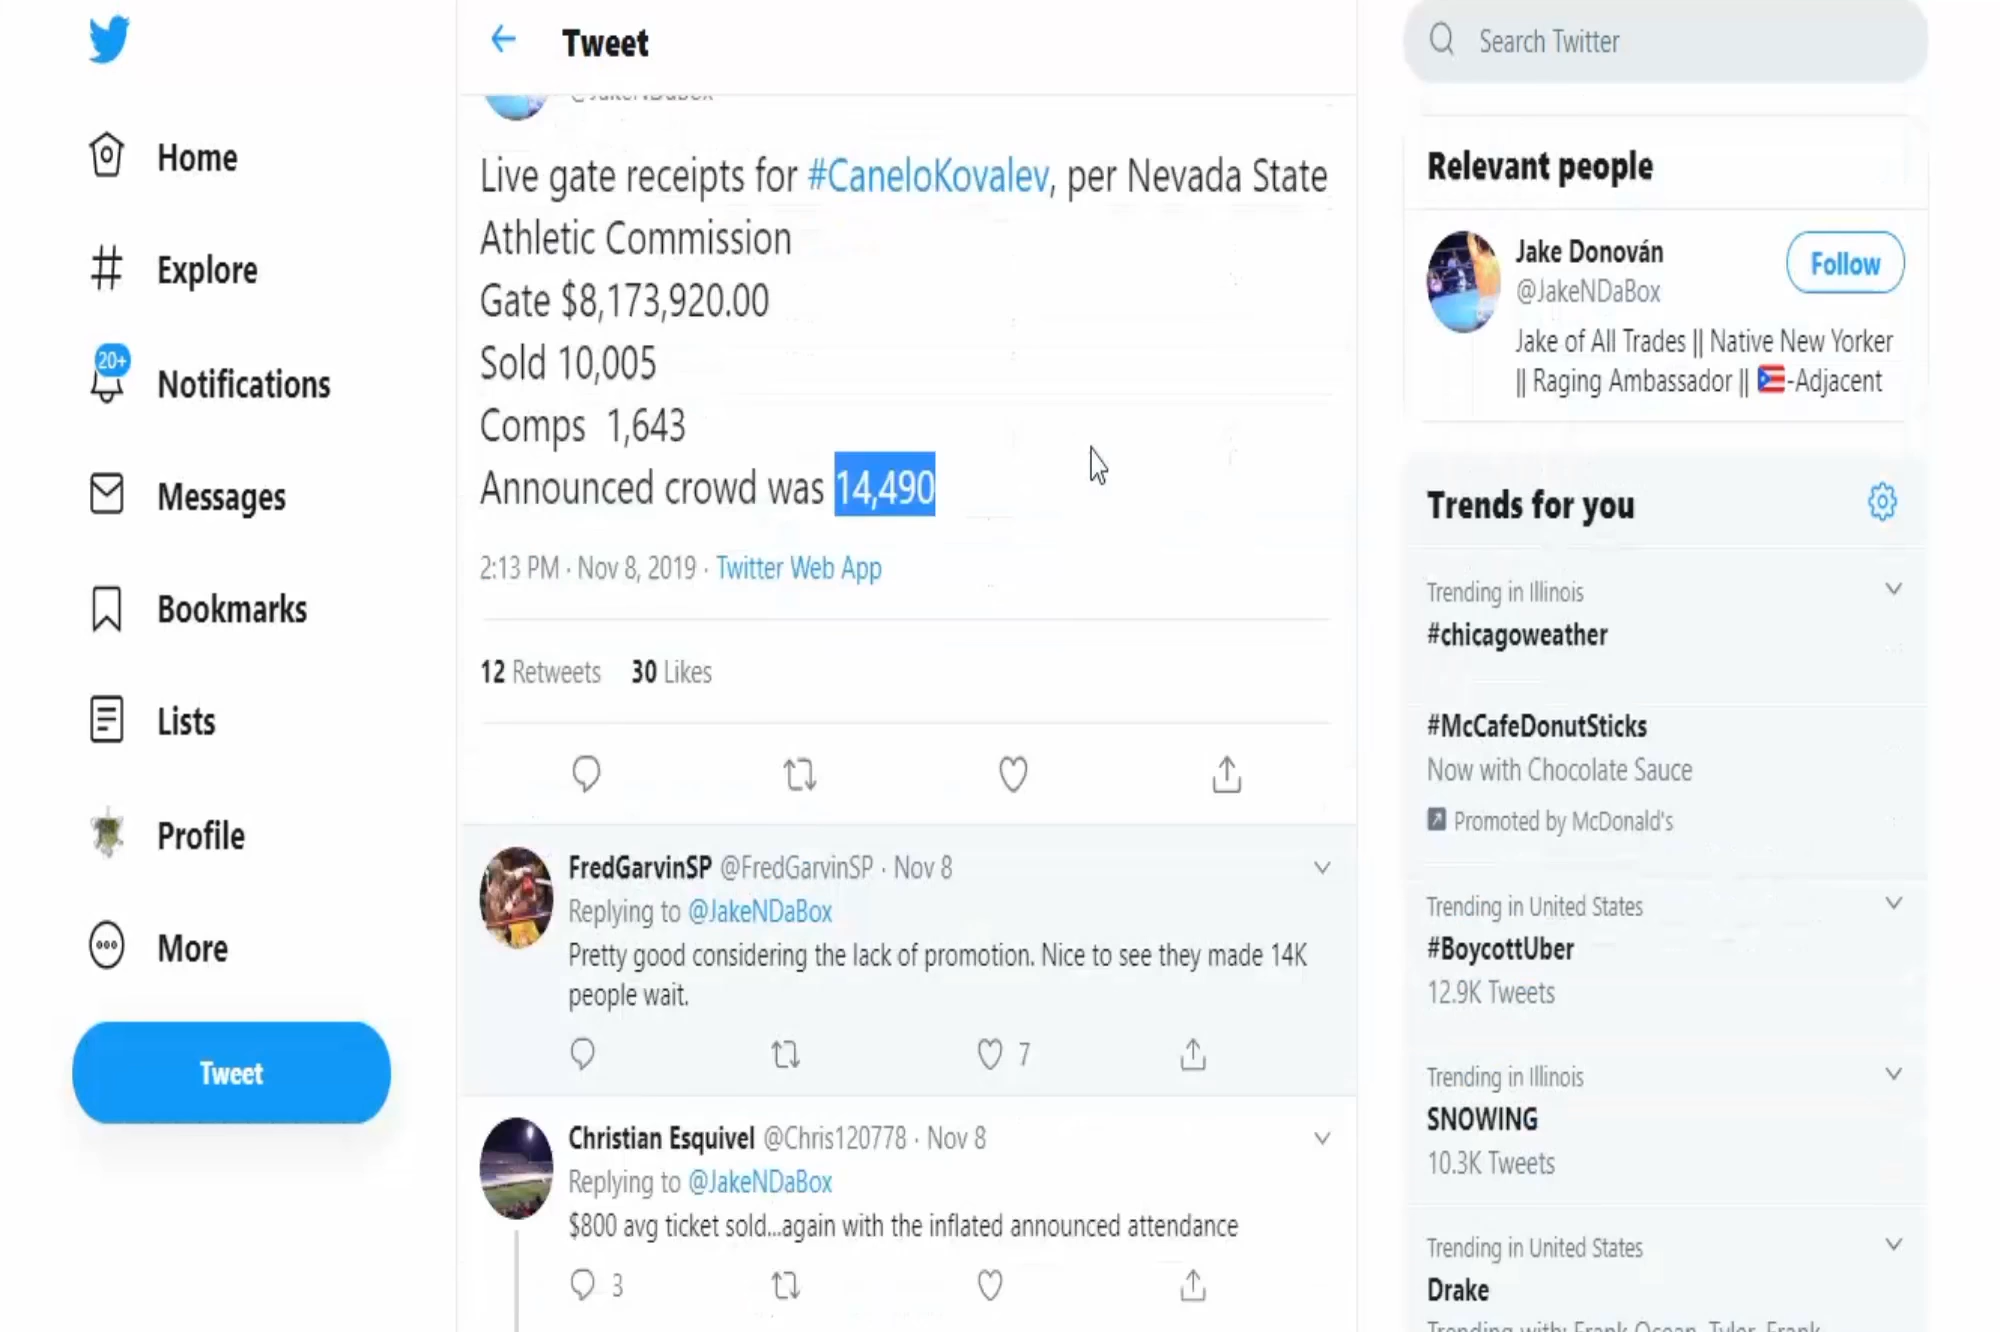 Tweet
Search Twitter
Home
Explore
20+
Notifications
Messages
Bookmarks
Lists
Profile
More
Tweet
@JakeNDaBox
Live gate receipts for #CaneloKovalev, per Nevada State
Athletic Commission
Gate $8,173,920.00
Sold 10,005
Comps 1,643
Announced crowd was 14,490
2:13 PM · Nov 8, 2019 · Twitter Web App
12 Retweets 30 Likes
FredGarvinSP @FredGarvinSP · Nov 8
Replying to @JakeNDaBox
Pretty good considering the lack of promotion. Nice to see they made 14K
people wait.
7
Christian Esquivel @Chris120778 · Nov 8
Replying to @JakeNDaBox
$800 avg ticket sold...again with the inflated announced attendance
3
Relevant people
Jake Donován
@JakeNDaBox
Follow
Jake of All Trades || Native New Yorker
|| Raging Ambassador || 🇵🇷-Adjacent
Trends for you
Trending in Illinois
#chicagoweather
#McCafeDonutSticks
Now with Chocolate Sauce
Promoted by McDonald's
Trending in United States
#BoycottUber
12.9K Tweets
Trending in Illinois
SNOWING
10.3K Tweets
Trending in United States
Drake
Trending with: Frank Ocean, Tyler, Frank